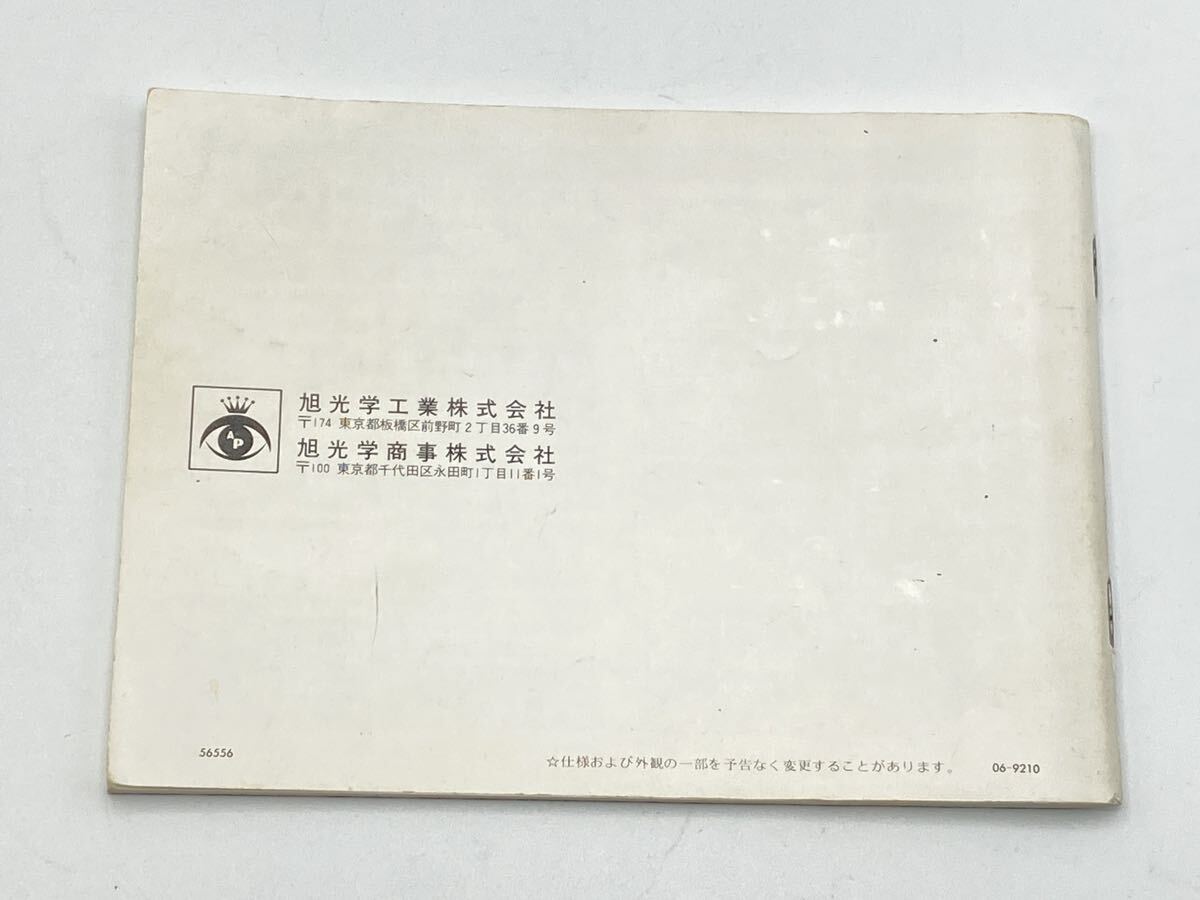 AP
旭光学工業株式会社
〒174 東京都板橋区前野町2丁目36番9号
旭光学商事株式会社
〒100 東京都千代田区永田町1丁目11番1号
56556
☆仕様および外観の一部を予告なく変更することがあります。
06-9210